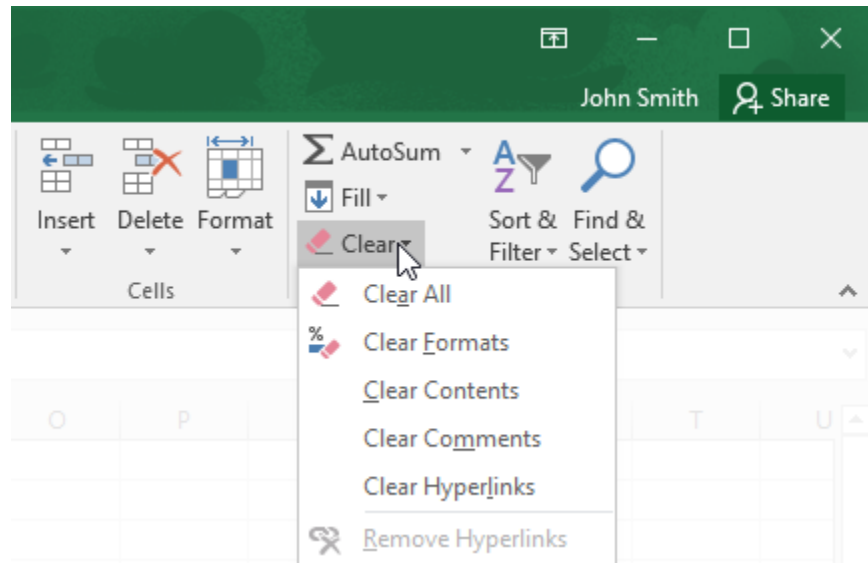 John Smith
Share
AutoSum
Fill
Clear
Insert
Delete
Format
Sort &
Filter
Find &
Select
Cells
Clear All
Clear Formats
Clear Contents
Clear Comments
Clear Hyperlinks
Remove Hyperlinks
O P T U
A
Z
%